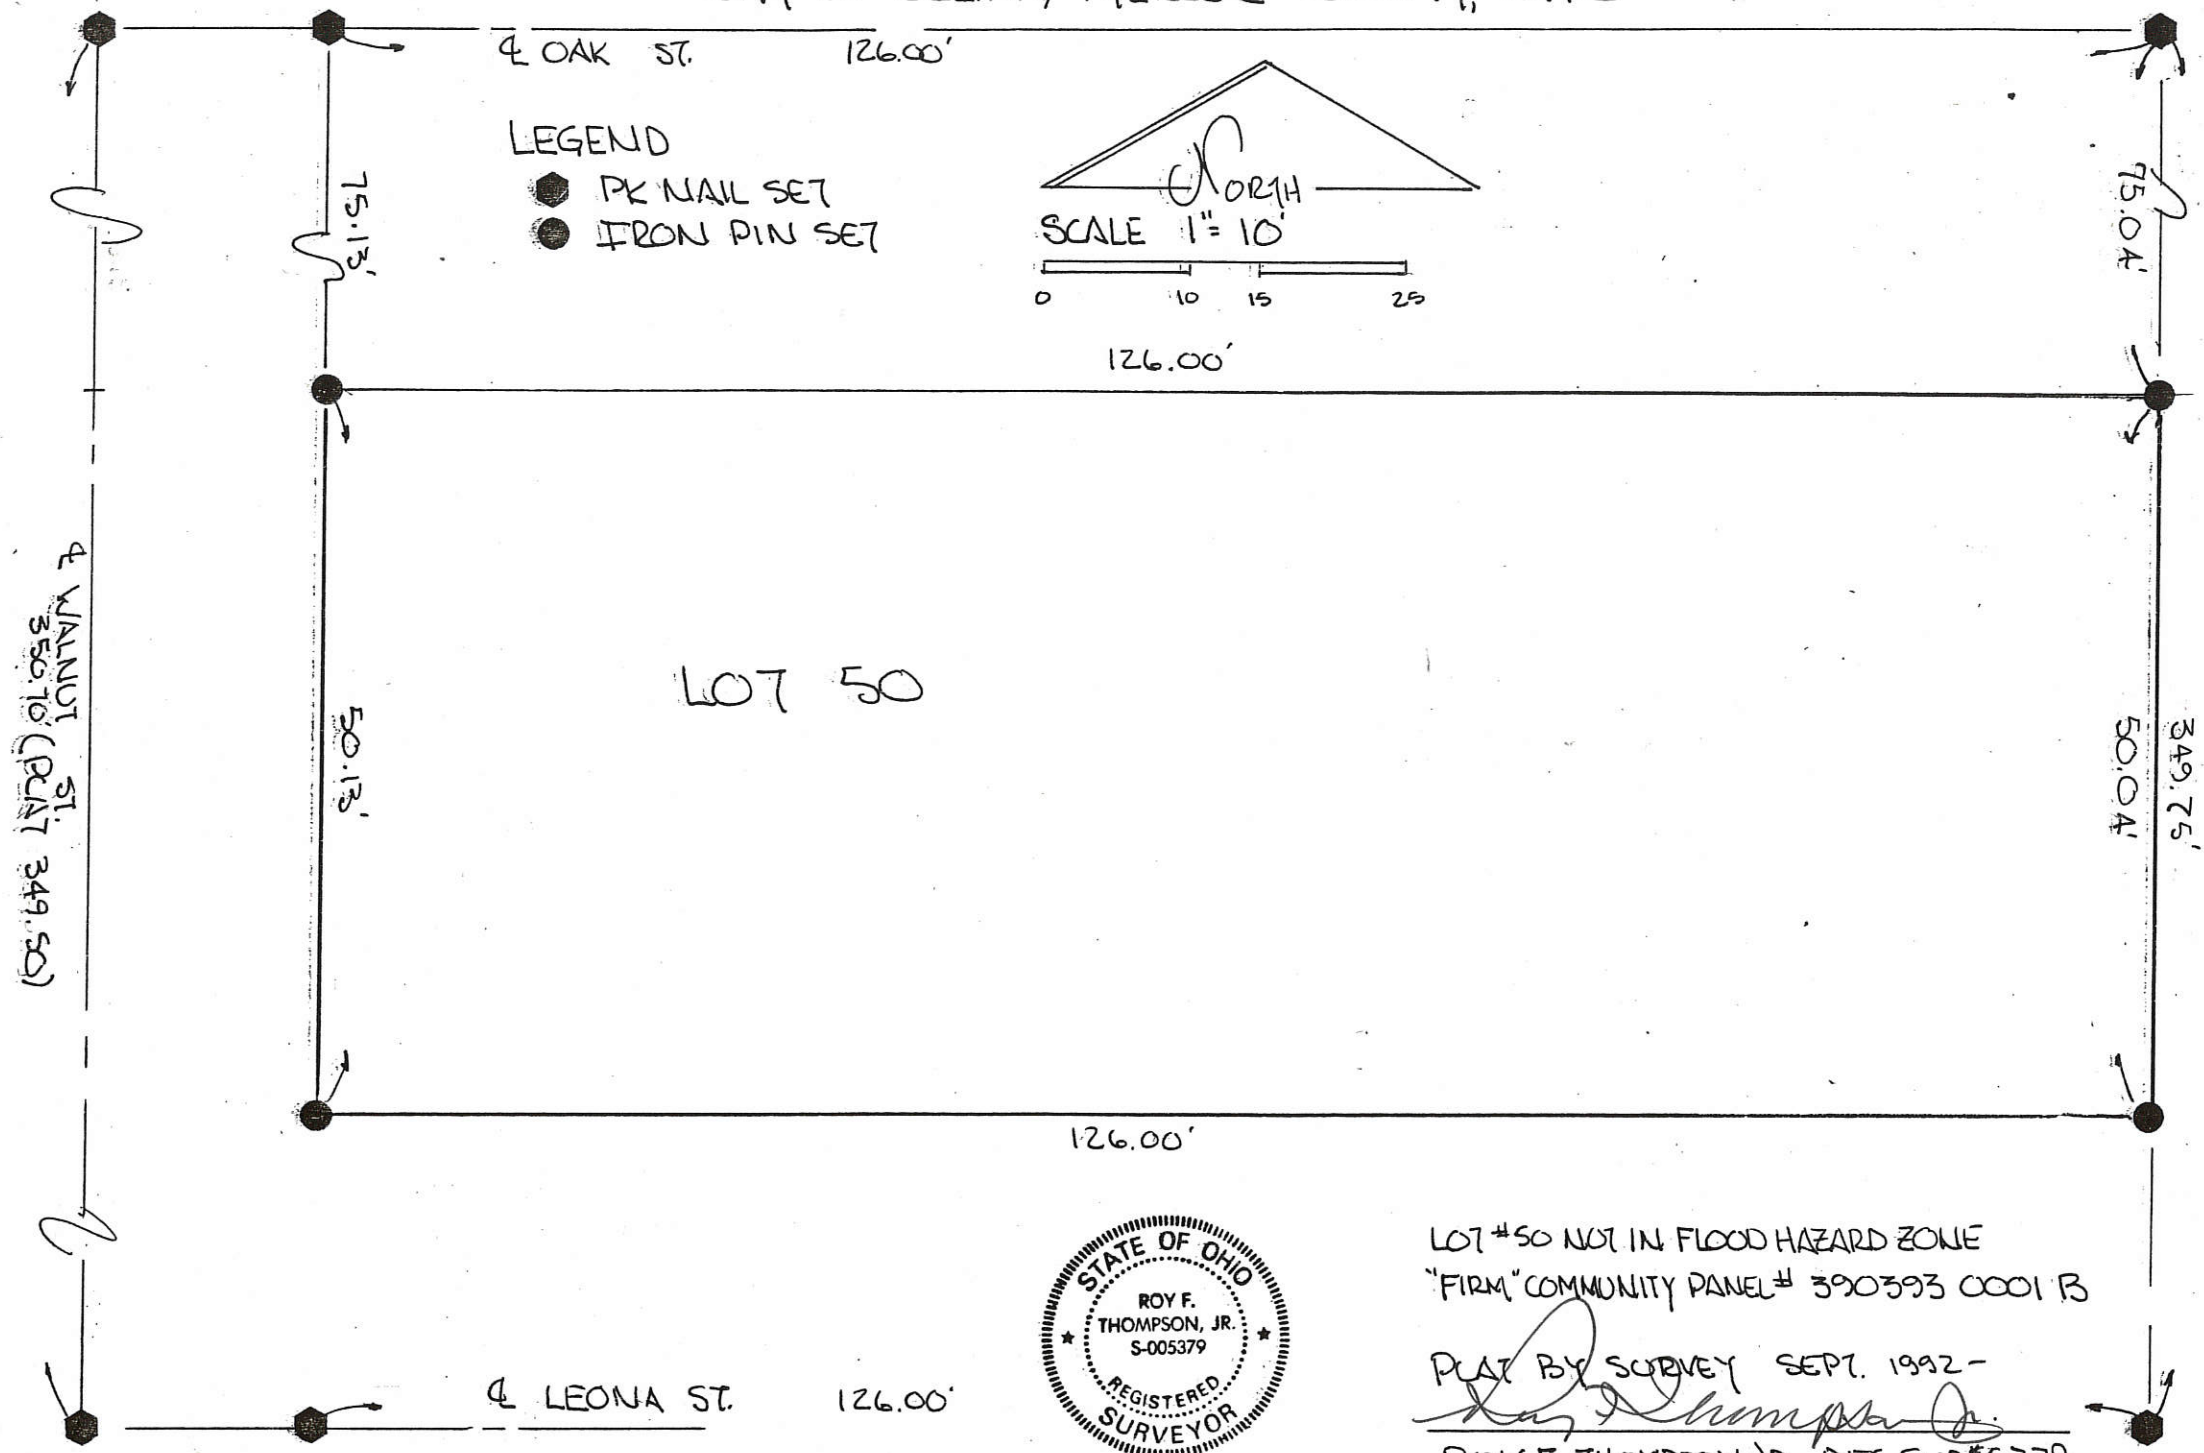 ℄ OAK ST. 126.00'
LEGEND
PK NAIL SET
IRON PIN SET
NORTH
SCALE 1"= 10'
0 10 15 25
75.13'
75.04'
126.00'
℄ WALNUT ST.
350.70' (PLAT 349.50)
LOT 50
50.13'
50.04'
349.75'
126.00'
LOT #50 NOT IN FLOOD HAZARD ZONE
"FIRM" COMMUNITY PANEL # 390393 0001 B
STATE OF OHIO
ROY F.
THOMPSON, JR.
S-005379
REGISTERED
SURVEYOR
PLAT BY SURVEY SEPT. 1992-
Roy F Thompson Jr.
℄ LEONA ST. 126.00'